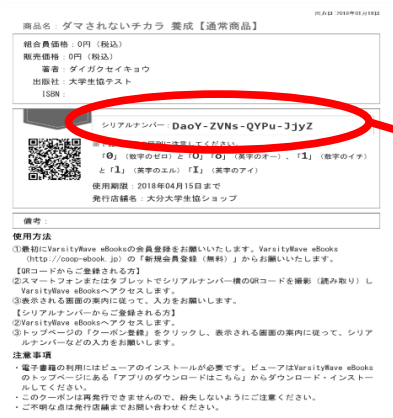 出力日:2018年01月18日
商品名:ダマされないチカラ 養成【通常商品】
組合員価格:0円(税込)
販売価格:0円(税込)
著者:ダイガクセイキョウ
出版社:大学生協テスト
ISBN:
シリアルナンバー:DaoY-ZVNs-QYPu-JjyZ
に注意してください。
「0」(数字のゼロ)と「O」「o」(英字のオー)、「1」(数字のイチ)
と「l」(英字のエル)「I」(英字のアイ)
使用期限:2018年04月15日まで
発行店舗名:大分大学生協ショップ
備考:
使用方法
①最初にVarsityWave eBooksの会員登録をお願いいたします。VarsityWave eBooks
(http://coop-ebook.jp)の「新規会員登録(無料)」からお願いいたします。
【QRコードからご登録される方】
②スマートフォンまたはタブレットでシリアルナンバー横のQRコードを撮影(読み取り)し
VarsityWave eBooksへアクセスします。
③表示される画面の案内に従って、入力をお願いします。
【シリアルナンバーからご登録される方】
②VarsityWave eBooksへアクセスします。
③トップページの「クーポン登録」をクリックし、表示される画面の案内に従って、シリア
ルナンバーなどの入力をお願いします。
注意事項
・電子書籍の利用にはビューアのインストールが必要です。ビューアはVarsityWave eBooks
のトップページにある「アプリのダウンロードはこちら」からダウンロード・インストー
ルしてください。
・このクーポンは再発行できませんので、紛失しないようにご注意ください。
・ご不明な点は発行店舗までお問い合わせください。